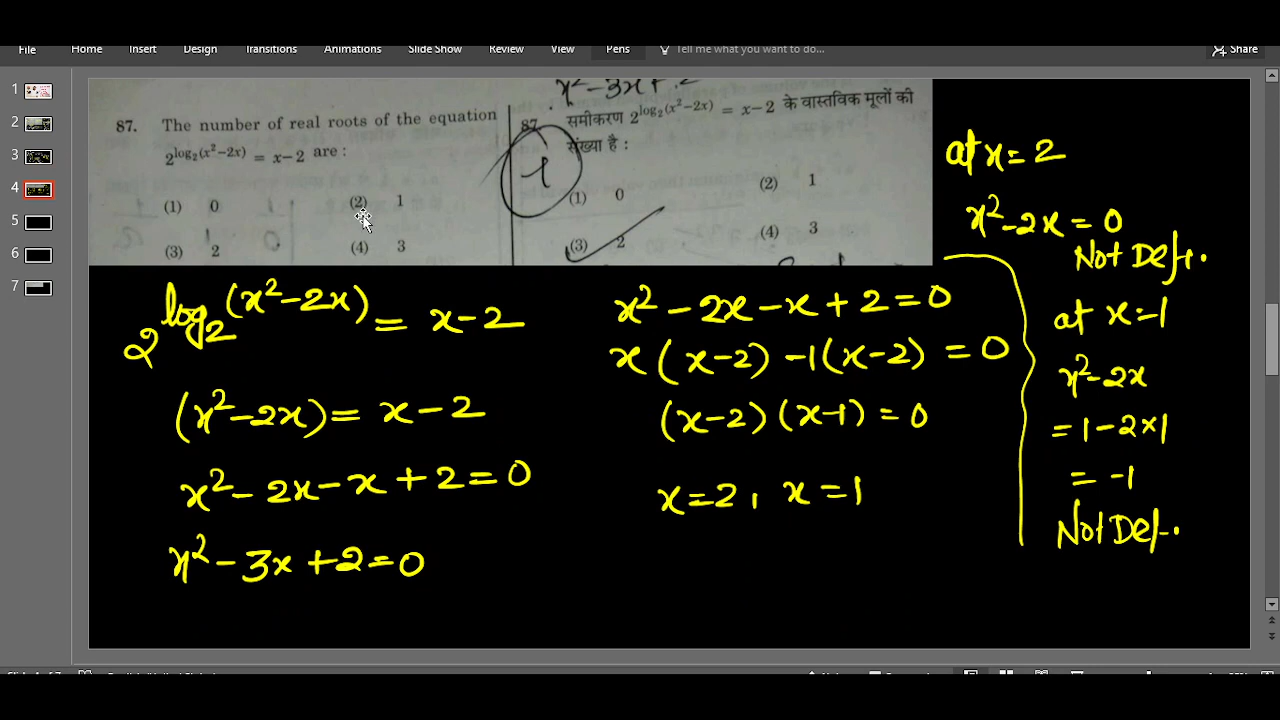 File Home Insert Design Transitions Animations Slide Show Review View Pens Tell me what you want to do... Share
1
2
3
4
5
6
7
x²-3x+2
87. The number of real roots of the equation
2^log₂(x²-2x) = x-2 are :
(1) 0 (2) 1
(3) 2 (4) 3
87. समीकरण 2^log₂(x²-2x) = x-2 के वास्तविक मूलों की
संख्या है :
(1) 0 (2) 1
(3) 2 (4) 3
2^log₂(x²-2x) = x-2
(x²-2x) = x-2
x²-2x-x+2=0
x²-3x+2=0
x²-2x-x+2=0
x(x-2)-1(x-2)=0
(x-2)(x-1)=0
x=2, x=1
at x=2
x²-2x=0
Not Def.
at x=1
x²-2x
=1-2×1
=-1
Not Def.